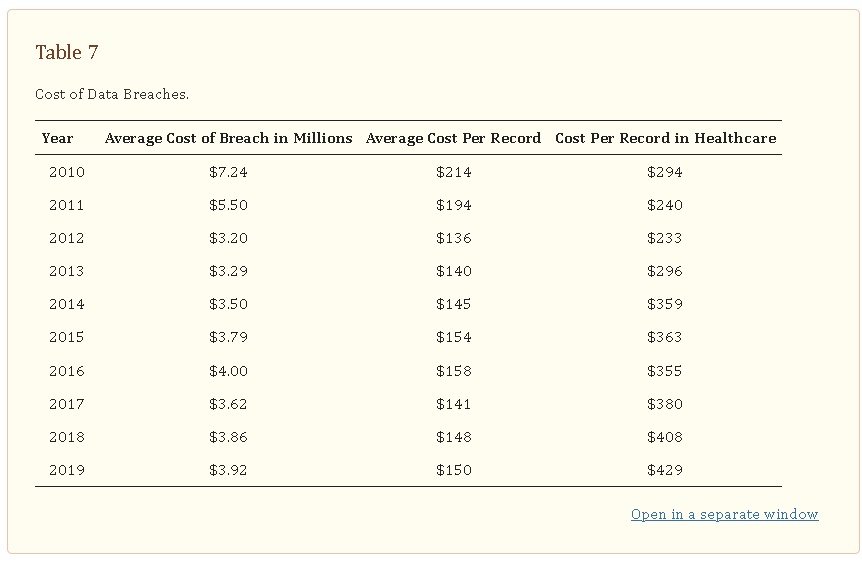 Table 7
Cost of Data Breaches.
Year Average Cost of Breach in Millions Average Cost Per Record Cost Per Record in Healthcare
2010 $7.24 $214 $294
2011 $5.50 $194 $240
2012 $3.20 $136 $233
2013 $3.29 $140 $296
2014 $3.50 $145 $359
2015 $3.79 $154 $363
2016 $4.00 $158 $355
2017 $3.62 $141 $380
2018 $3.86 $148 $408
2019 $3.92 $150 $429
Open in a separate window